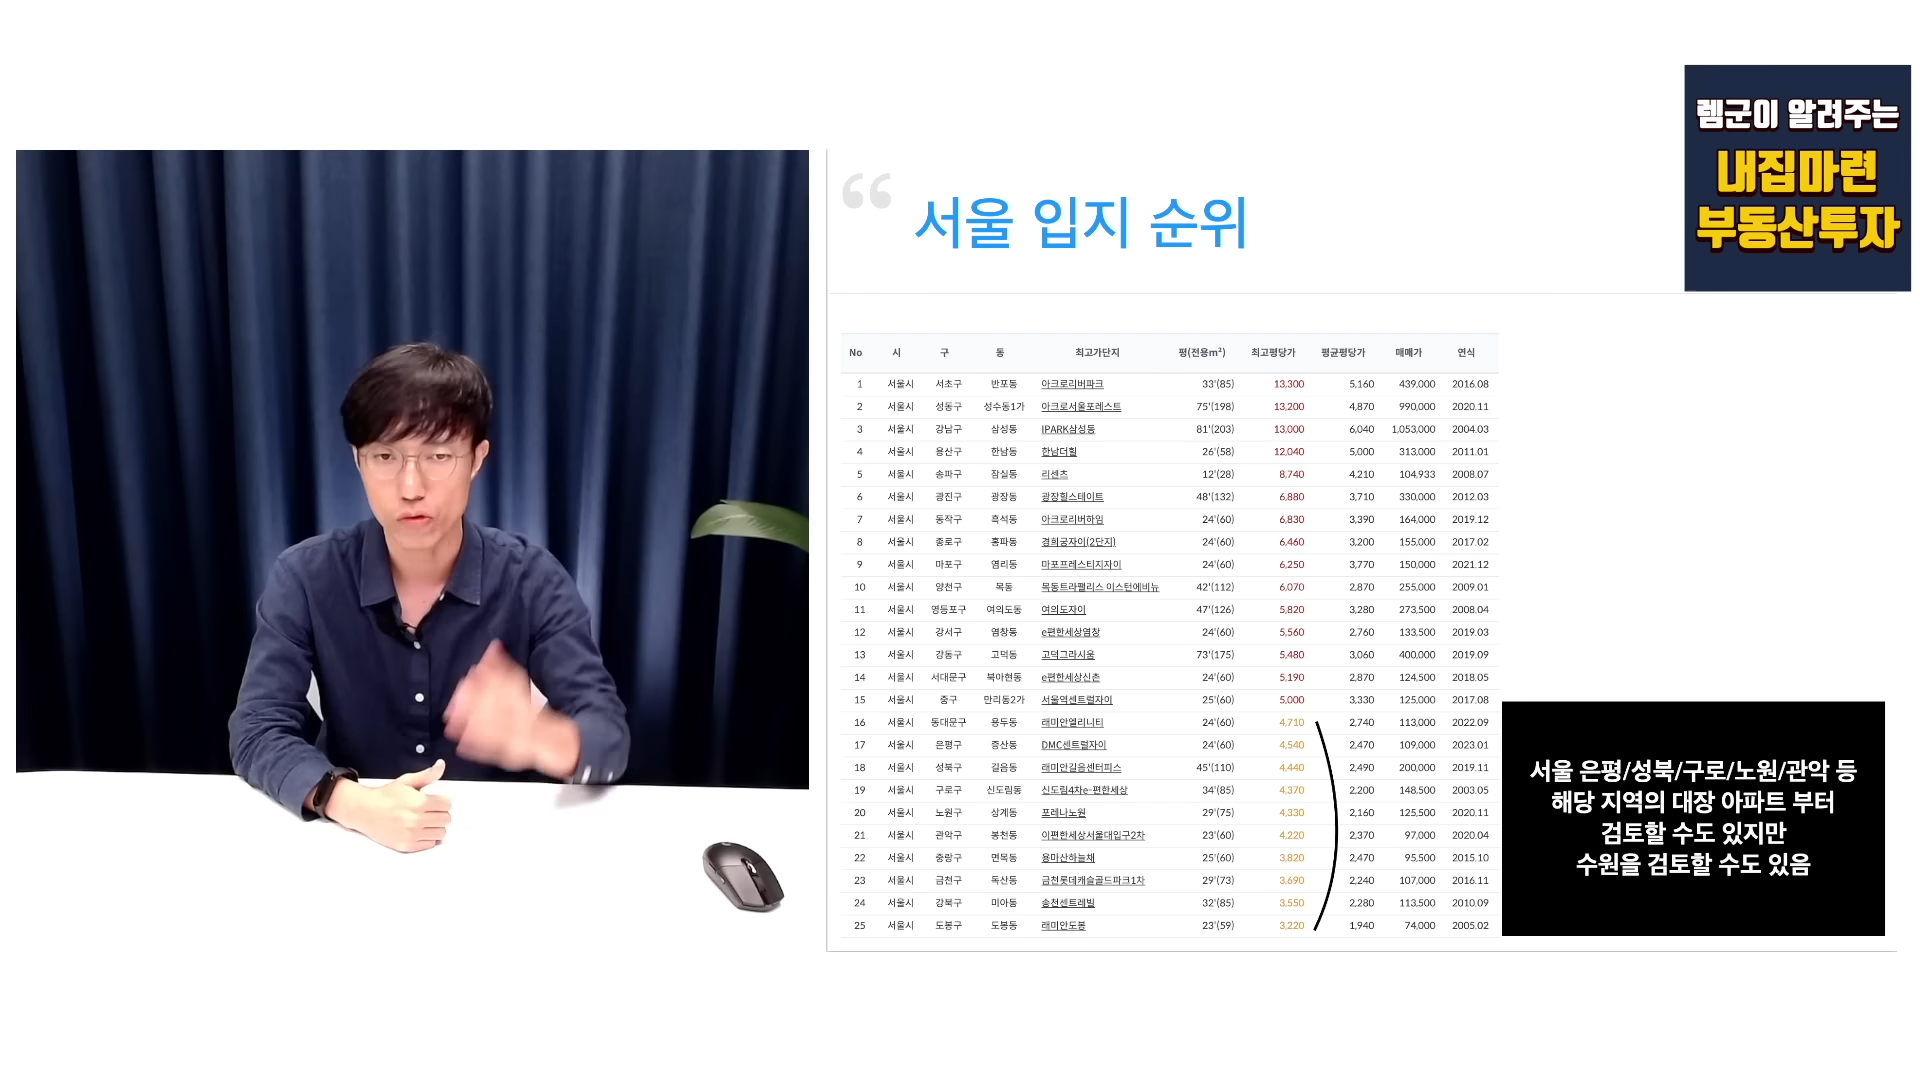 렘군이 알려주는
내집마련
부동산투자
“ 서울 입지 순위
No 시 구 동 최고가단지 평(전용m²) 최고평당가 평균평당가 매매가 연식
1 서울시 서초구 반포동 아크로리버파크 33'(85) 13,300 5,160 439,000 2016.08
2 서울시 성동구 성수동1가 아크로서울포레스트 75'(198) 13,200 4,870 990,000 2020.11
3 서울시 강남구 삼성동 IPARK삼성동 81'(203) 13,000 6,040 1,053,000 2004.03
4 서울시 용산구 한남동 한남더힐 26'(58) 12,040 5,000 313,000 2011.01
5 서울시 송파구 잠실동 리센츠 12'(28) 8,740 4,210 104,933 2008.07
6 서울시 광진구 광장동 광장힐스테이트 48'(132) 6,880 3,710 330,000 2012.03
7 서울시 동작구 흑석동 아크로리버하임 24'(60) 6,830 3,390 164,000 2019.12
8 서울시 종로구 홍파동 경희궁자이(2단지) 24'(60) 6,460 3,200 155,000 2017.02
9 서울시 마포구 염리동 마포프레스티지자이 24'(60) 6,250 3,770 150,000 2021.12
10 서울시 양천구 목동 목동트라팰리스 이스턴에비뉴 42'(112) 6,070 2,870 255,000 2009.01
11 서울시 영등포구 여의도동 여의도자이 47'(126) 5,820 3,280 273,500 2008.04
12 서울시 강서구 염창동 e편한세상염창 24'(60) 5,560 2,760 133,500 2019.03
13 서울시 강동구 고덕동 고덕그라시움 73'(175) 5,480 3,060 400,000 2019.09
14 서울시 서대문구 북아현동 e편한세상신촌 24'(60) 5,190 2,870 124,500 2018.05
15 서울시 중구 만리동2가 서울역센트럴자이 25'(60) 5,000 3,330 125,000 2017.08
16 서울시 동대문구 용두동 래미안엘리니티 24'(60) 4,710 2,740 113,000 2022.09
17 서울시 은평구 증산동 DMC센트럴자이 24'(60) 4,540 2,470 109,000 2023.01
18 서울시 성북구 길음동 래미안길음센터피스 45'(110) 4,440 2,490 200,000 2019.11
19 서울시 구로구 신도림동 신도림4차e-편한세상 34'(85) 4,370 2,200 148,500 2003.05
20 서울시 노원구 상계동 포레나노원 29'(75) 4,330 2,160 125,500 2020.11
21 서울시 관악구 봉천동 이편한세상서울대입구2차 23'(60) 4,220 2,370 97,000 2020.04
22 서울시 중랑구 면목동 용마산하늘채 25'(60) 3,820 2,470 95,500 2015.10
23 서울시 금천구 독산동 금천롯데캐슬골드파크1차 29'(73) 3,690 2,240 107,000 2016.11
24 서울시 강북구 미아동 송천센트레빌 32'(85) 3,550 2,280 113,500 2010.09
25 서울시 도봉구 도봉동 래미안도봉 23'(59) 3,220 1,940 74,000 2005.02
서울 은평/성북/구로/노원/관악 등
해당 지역의 대장 아파트 부터
검토할 수도 있지만
수원을 검토할 수도 있음